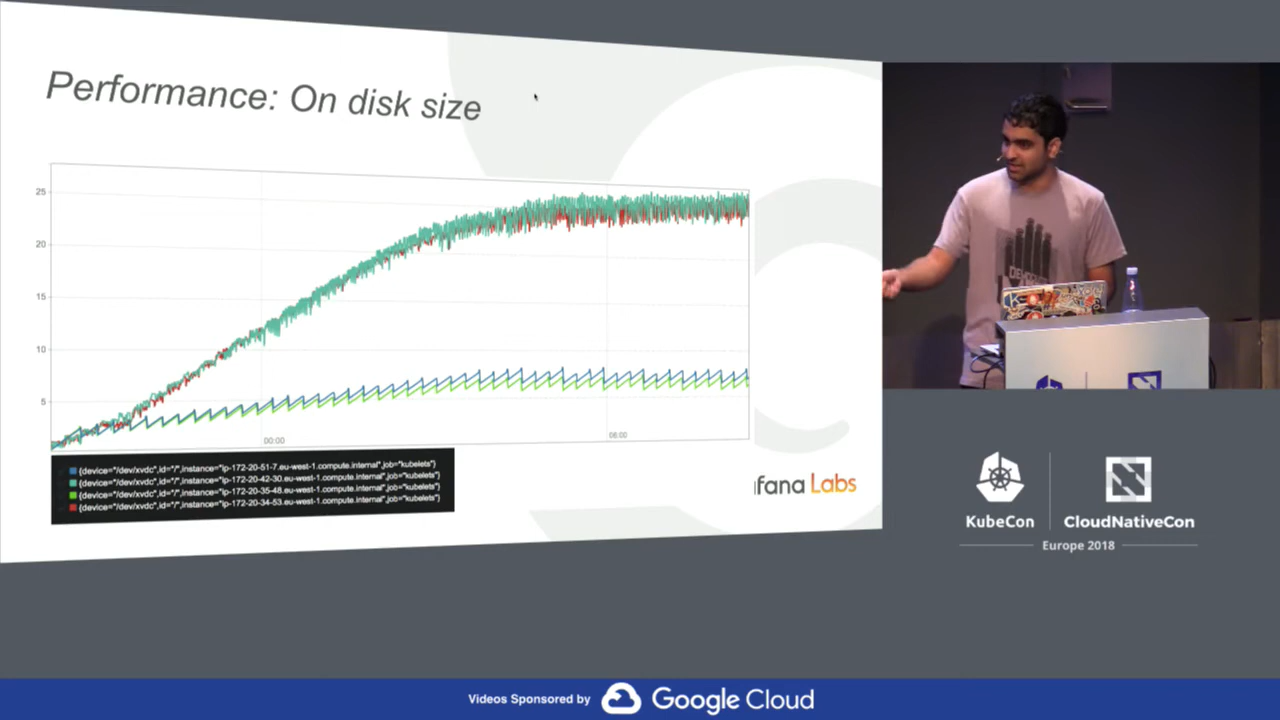 Performance: On disk size
25
20
15
10
5
00:00
06:00
{device="/dev/xvdc",id="/",instance="ip-172-20-51-7.eu-west-1.compute.internal",job="kubelets"}
{device="/dev/xvdc",id="/",instance="ip-172-20-42-30.eu-west-1.compute.internal",job="kubelets"}
{device="/dev/xvdc",id="/",instance="ip-172-20-35-48.eu-west-1.compute.internal",job="kubelets"}
{device="/dev/xvdc",id="/",instance="ip-172-20-34-53.eu-west-1.compute.internal",job="kubelets"}
fana Labs
KubeCon
CloudNativeCon
Europe 2018
Videos Sponsored by Google Cloud